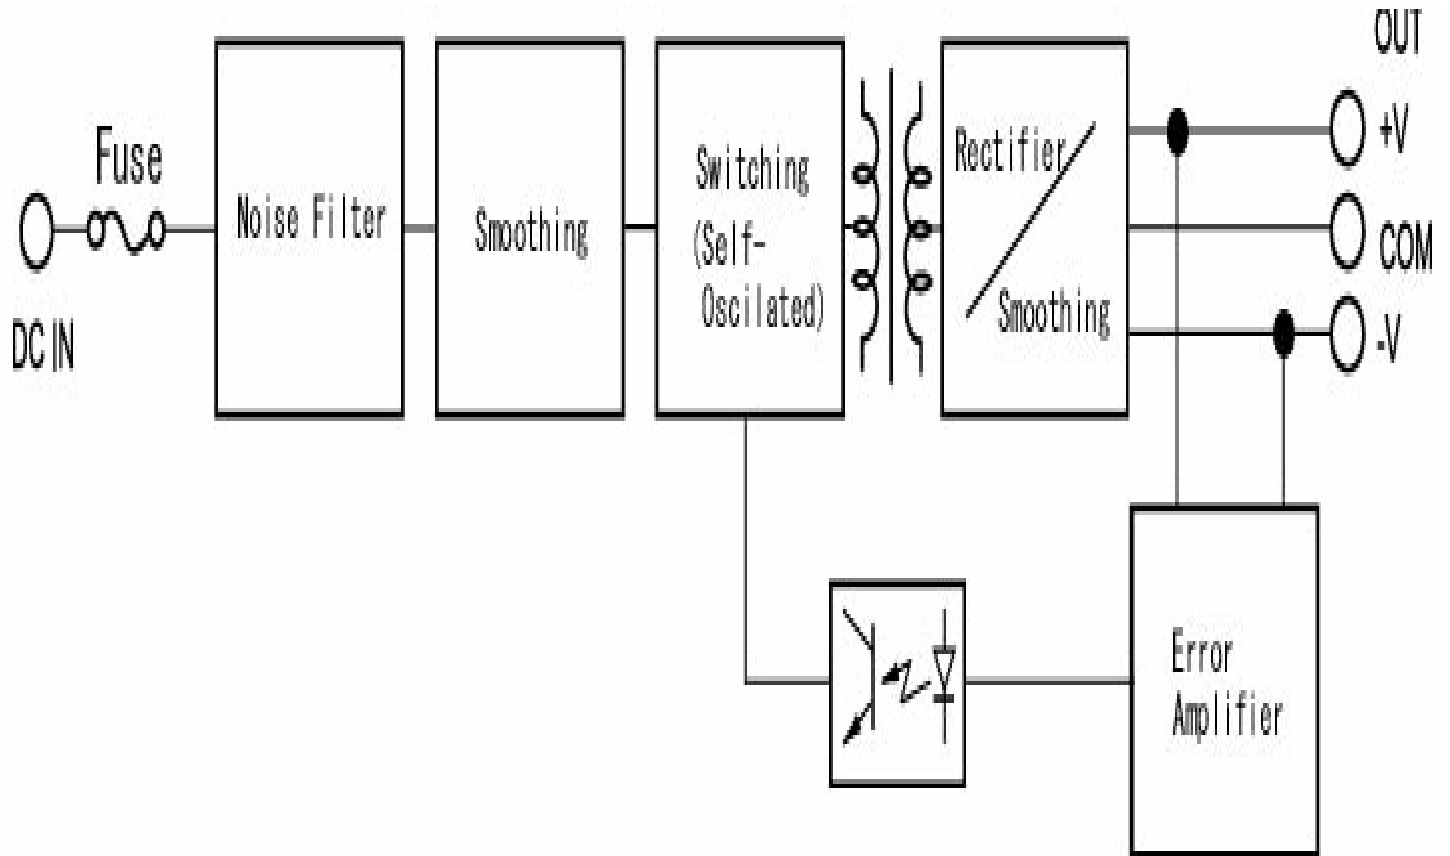 OUT
Fuse
+V
Rectifier
Switching
Noise Filter
Smoothing
(Self-
COM
Oscilated)
Smoothing
DC IN
-V
Error
Amplifier